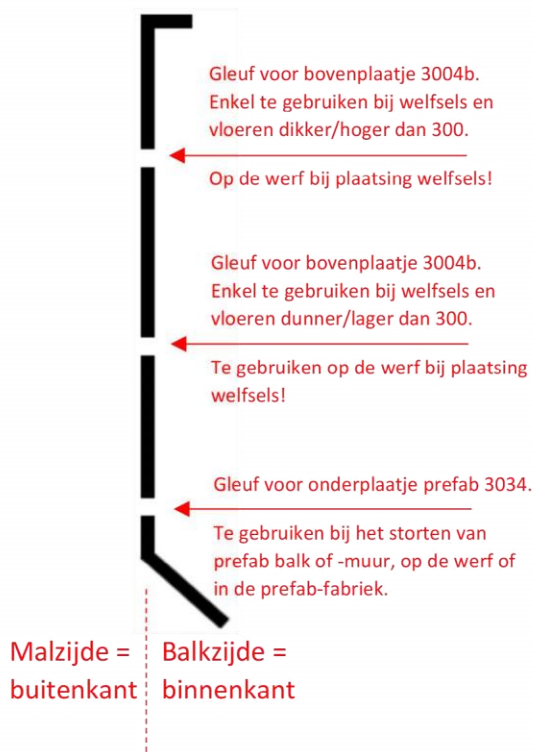 Gleuf voor bovenplaatje 3004b.
Enkel te gebruiken bij welfsels en
vloeren dikker/hoger dan 300.
Op de werf bij plaatsing welfsels!
Gleuf voor bovenplaatje 3004b.
Enkel te gebruiken bij welfsels en
vloeren dunner/lager dan 300.
Te gebruiken op de werf bij plaatsing
welfsels!
Gleuf voor onderplaatje prefab 3034.
Te gebruiken bij het storten van
prefab balk of -muur, op de werf of
in de prefab-fabriek.
Malzijde =
buitenkant
Balkzijde =
binnenkant